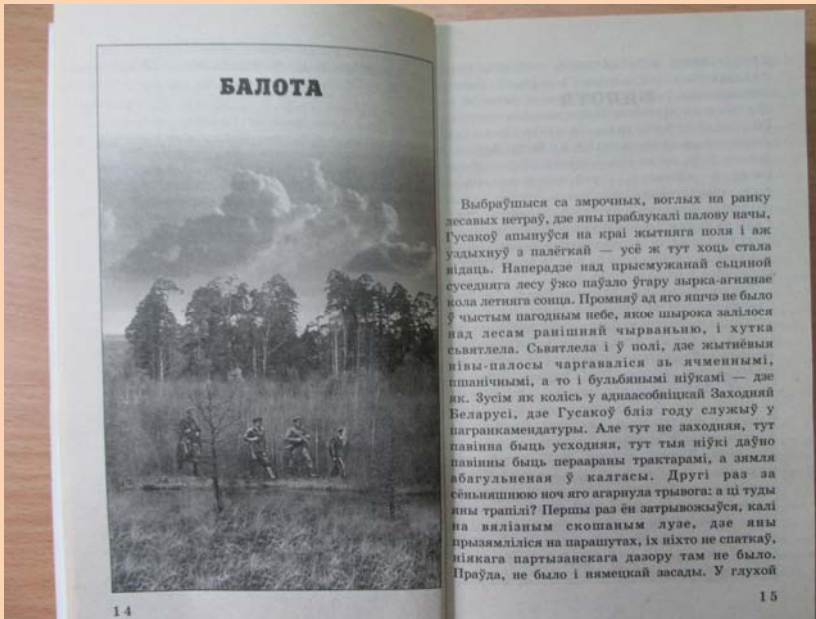 БАЛОТА
14
Выбраўшыся са змрочных, воглых на ранку
лесавых нетраў, дзе яны праблукалі палову начы,
Гусакоў апынуўся на краі жытняга поля і аж
уздыхнуў з палёгкай — усё ж тут хоць стала
відаць. Наперадзе над прысмужанай сьцяной
суседняга лесу ўжо паўзло ўгару зырка-агнянае
кола летняга сонца. Промняў ад яго яшчэ не было
ў чыстым пагодным небе, якое шырока залілося
над лесам ранішняй чырваньню, і хутка
сьвятлела. Сьвятлела і ў полі, дзе жытнёвыя
нівы-палосы чаргаваліся зь ячменнымі,
пшанічнымі, а то і бульбянымі ніўкамі — дзе
як. Зусім як колісь у аднаасобніцкай Заходняй
Беларусі, дзе Гусакоў бліз году служыў у
пагранкамендатуры. Але тут не заходняя, тут
павінна быць усходняя, тут тыя ніўкі даўно
павінны быць пераараны трактарамі, а зямля
абагульненая ў калгасы. Другі раз за
сёньняшнюю ноч яго агарнула трывога: а ці туды
яны трапілі? Першы раз ён затрывожыўся, калі
на вялізным скошаным лузе, дзе яны
прызямліліся на парашутах, іх ніхто не спаткаў,
ніякага партызанскага дазору там не было.
Праўда, не было і нямецкай засады. У глухой
15